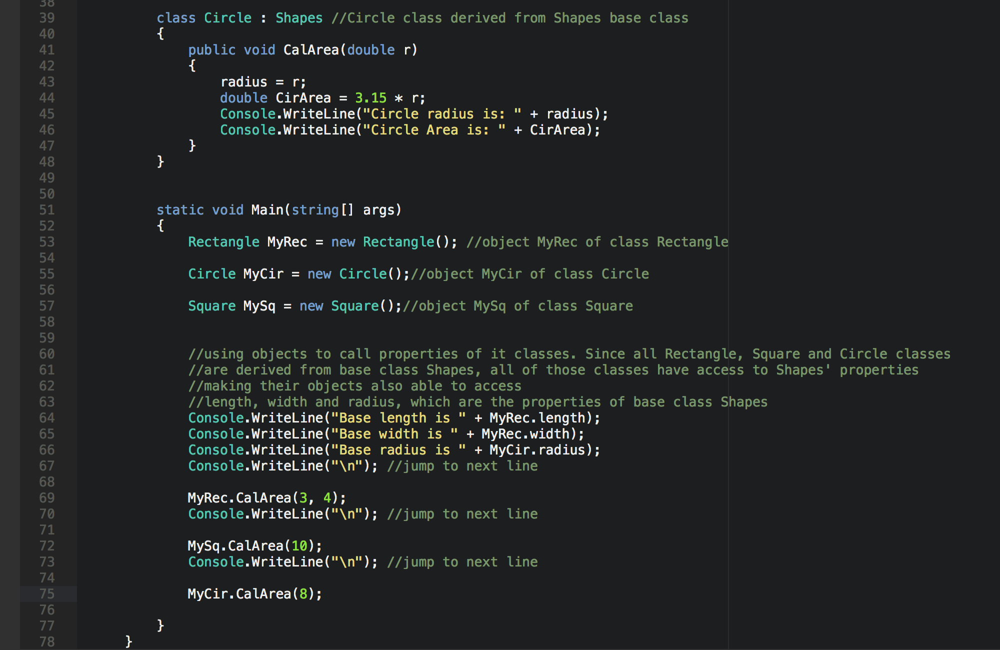 38
39 class Circle : Shapes //Circle class derived from Shapes base class
40 {
41 public void CalArea(double r)
42 {
43 radius = r;
44 double CirArea = 3.15 * r;
45 Console.WriteLine("Circle radius is: " + radius);
46 Console.WriteLine("Circle Area is: " + CirArea);
47 }
48 }
49
50
51 static void Main(string[] args)
52 {
53 Rectangle MyRec = new Rectangle(); //object MyRec of class Rectangle
54
55 Circle MyCir = new Circle();//object MyCir of class Circle
56
57 Square MySq = new Square();//object MySq of class Square
58
59
60 //using objects to call properties of it classes. Since all Rectangle, Square and Circle classes
61 //are derived from base class Shapes, all of those classes have access to Shapes' properties
62 //making their objects also able to access
63 //length, width and radius, which are the properties of base class Shapes
64 Console.WriteLine("Base length is " + MyRec.length);
65 Console.WriteLine("Base width is " + MyRec.width);
66 Console.WriteLine("Base radius is " + MyCir.radius);
67 Console.WriteLine("\n"); //jump to next line
68
69 MyRec.CalArea(3, 4);
70 Console.WriteLine("\n"); //jump to next line
71
72 MySq.CalArea(10);
73 Console.WriteLine("\n"); //jump to next line
74
75 MyCir.CalArea(8);
76
77 }
78 }